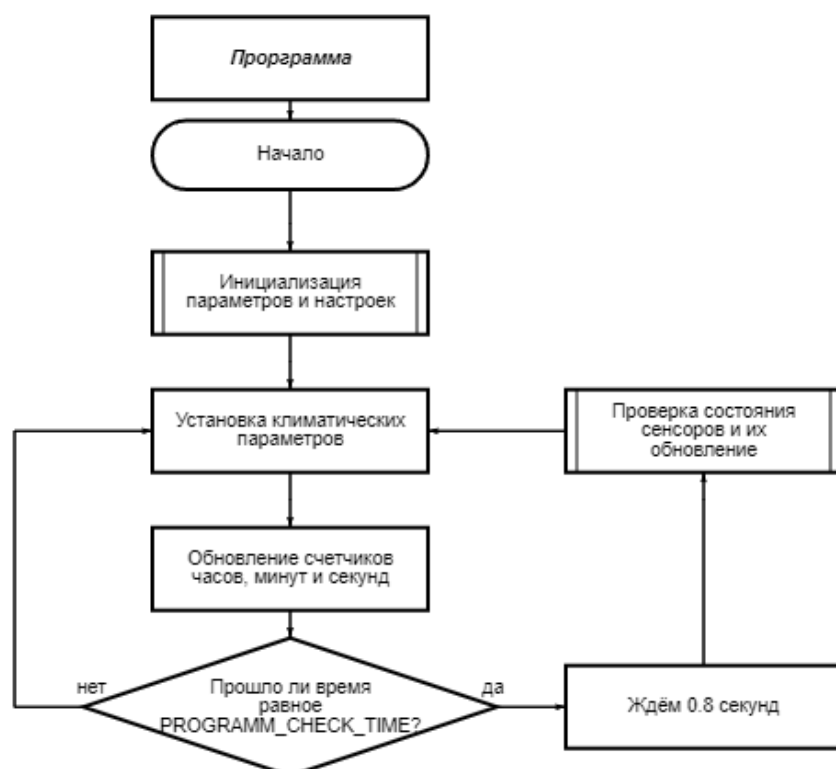 Прорграмма
Начало
Инициализация
параметров и настроек
Установка климатических
параметров
Проверка состояния
сенсоров и их
обновление
Обновление счетчиков
часов, минут и секунд
нет
Прошло ли время
равное
PROGRAMM_CHECK_TIME?
да
Ждём 0.8 секунд